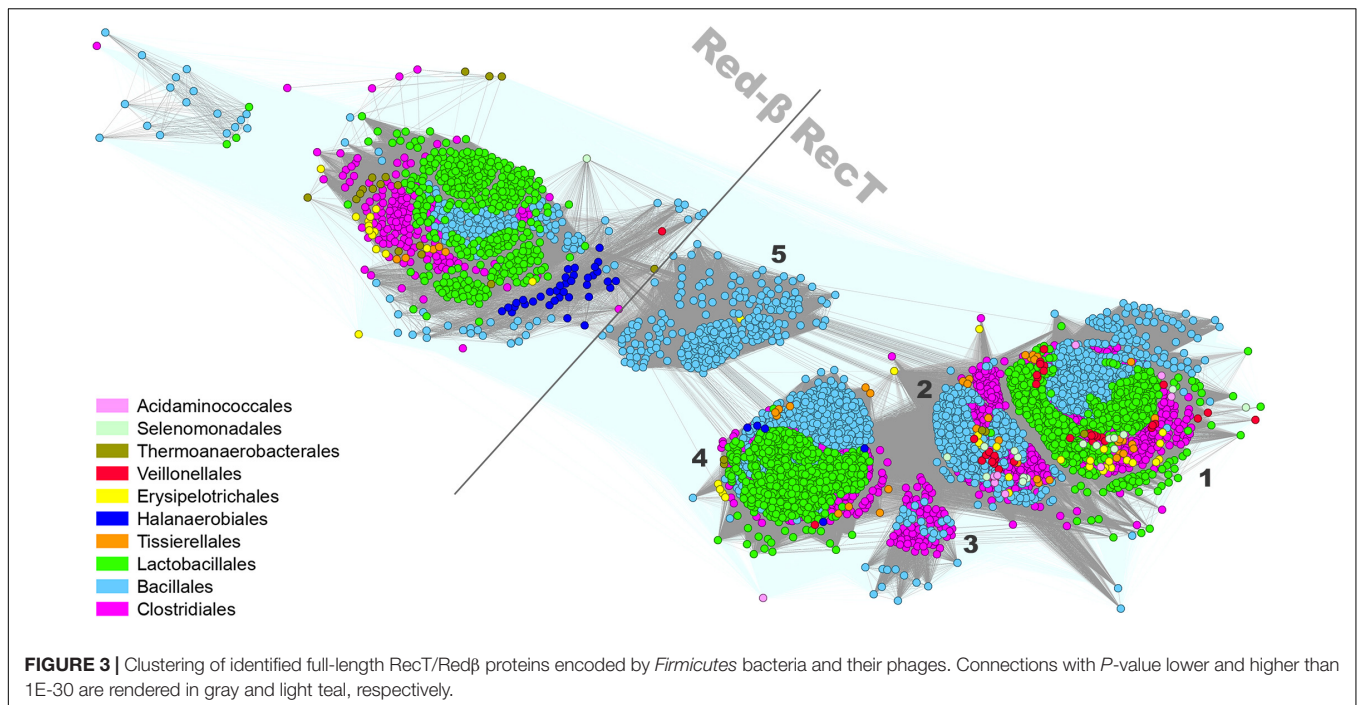 Red-β RecT
5
2
4
1
3
Acidaminococcales
Selenomonadales
Thermoanaerobacterales
Veillonellales
Erysipelotrichales
Halanaerobiales
Tissierellales
Lactobacillales
Bacillales
Clostridiales
FIGURE 3 | Clustering of identified full-length RecT/Redβ proteins encoded by Firmicutes bacteria and their phages. Connections with P-value lower and higher than
1E-30 are rendered in gray and light teal, respectively.